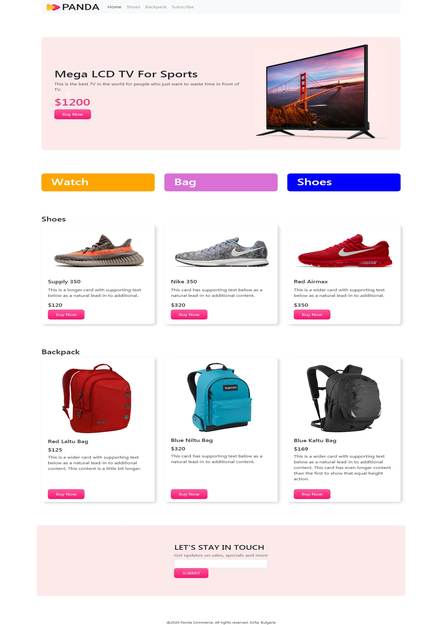 PANDA Home Shoes Backpack Subscribe
Mega LCD TV For Sports
This is the best TV in the world for people who just want to waste time in front of
TV.
$1200
Buy Now
Watch Bag Shoes
Shoes
Supply 350
This is a longer card with supporting text
below as a natural lead-in to additional.
$120
Buy Now
Nike 350
This card has supporting text below as a
natural lead-in to additional content.
$320
Buy Now
Red Airmax
This is a wider card with supporting text
below as a natural lead-in to additional.
$350
Buy Now
Backpack
Red Laltu Bag
$125
This is a wider card with supporting text
below as a natural lead-in to additional
content. This content is a little bit longer.
Buy Now
Blue Niltu Bag
$320
This card has supporting text below as a
natural lead-in to additional content.
Buy Now
Blue Kaltu Bag
$169
This is a wider card with supporting text
below as a natural lead-in to additional
content. This card has even longer content
than the first to show that equal height
action.
Buy Now
LET'S STAY IN TOUCH
Get updates on sales, specials and more
SUBMIT
©2020 Panda Commerce. All rights reserved. Sofia, Bulgaria